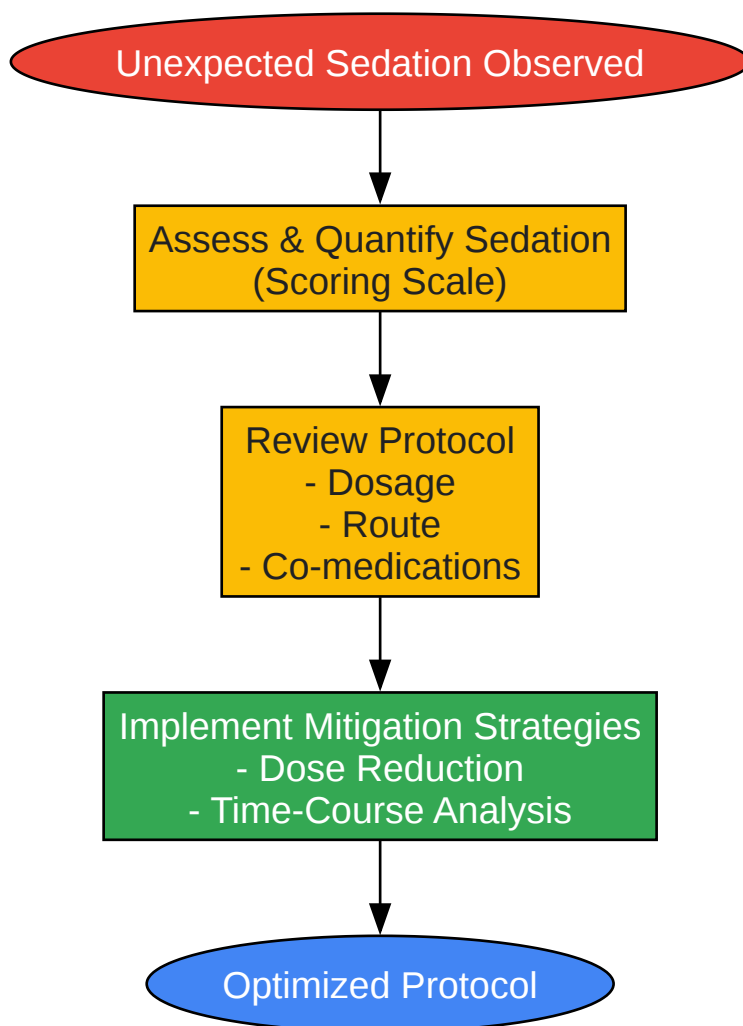 Unexpected Sedation Observed
Assess & Quantify Sedation
(Scoring Scale)
Review Protocol
- Dosage
- Route
- Co-medications
Implement Mitigation Strategies
- Dose Reduction
- Time-Course Analysis
Optimized Protocol